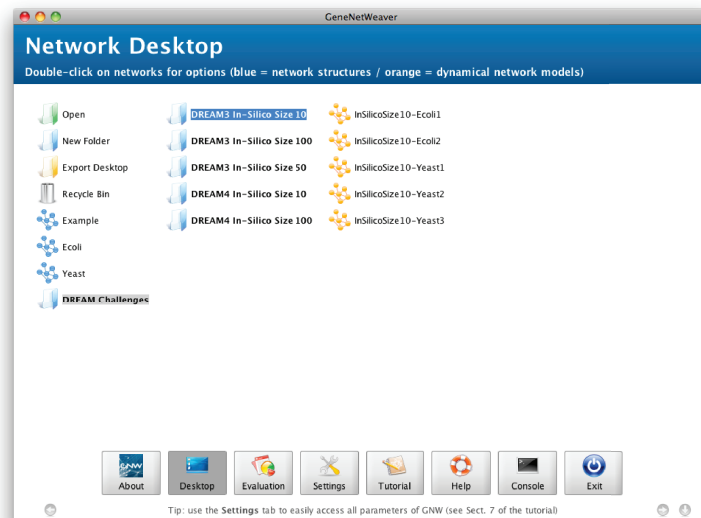 GeneNetWeaver
Network Desktop
Double-click on networks for options (blue = network structures / orange = dynamical network models)
Open
New Folder
Export Desktop
Recycle Bin
Example
Ecoli
Yeast
DREAM Challenges
DREAM3 In-Silico Size 10
DREAM3 In-Silico Size 100
DREAM3 In-Silico Size 50
DREAM4 In-Silico Size 10
DREAM4 In-Silico Size 100
InSilicoSize10-Ecoli1
InSilicoSize10-Ecoli2
InSilicoSize10-Yeast1
InSilicoSize10-Yeast2
InSilicoSize10-Yeast3
GNW
About
Desktop
Evaluation
Settings
Tutorial
Help
Console
Exit
Tip: use the Settings tab to easily access all parameters of GNW (see Sect. 7 of the tutorial)